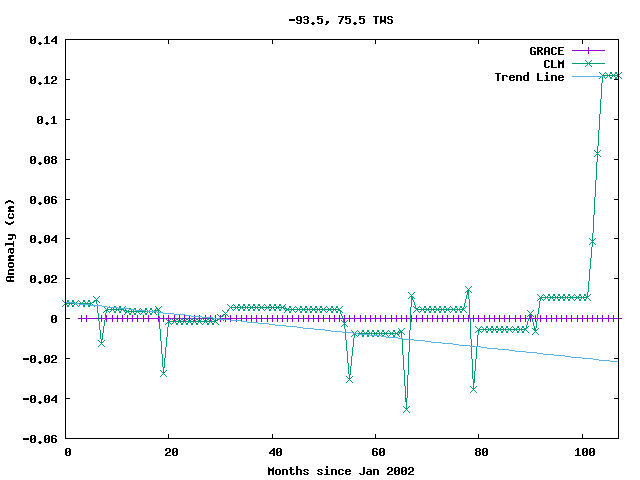 -93.5, 75.5 TWS
GRACE
CLM
Trend Line
0.14
0.12
0.1
0.08
0.06
0.04
0.02
0
-0.02
-0.04
-0.06
Anomaly (cm)
0 20 40 60 80 100
Months since Jan 2002